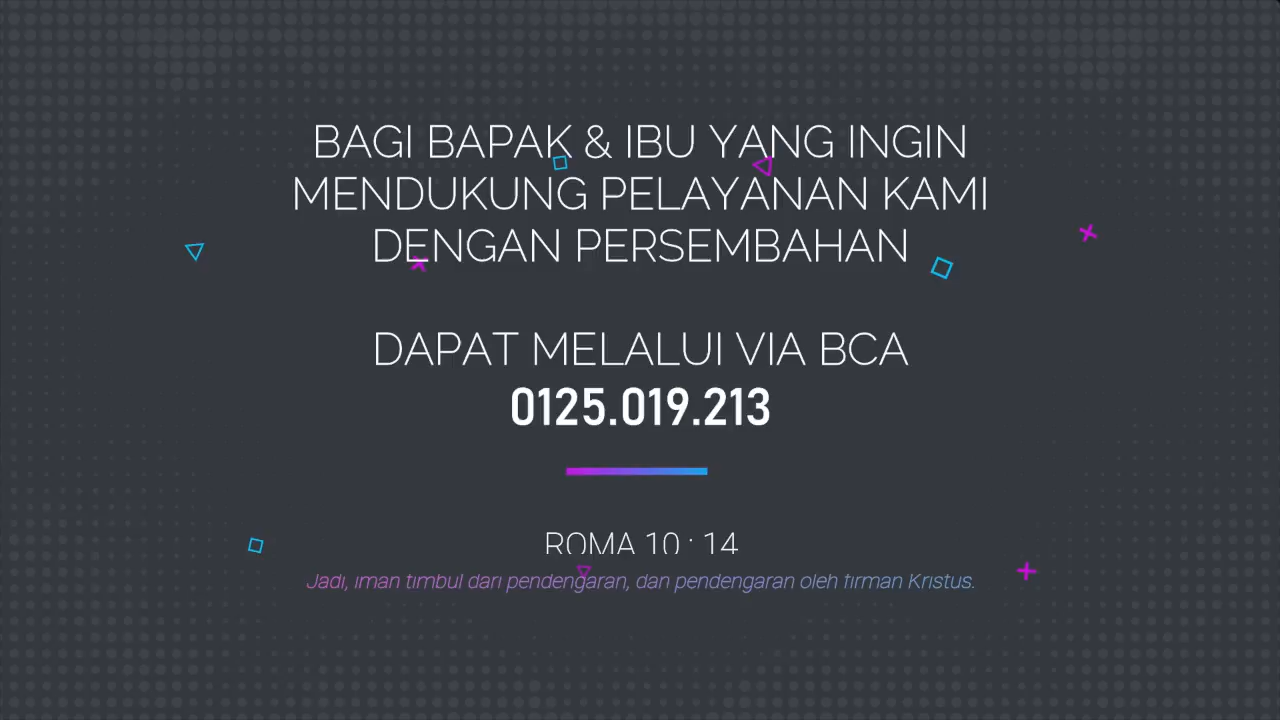 BAGI BAPAK & IBU YANG INGIN
MENDUKUNG PELAYANAN KAMI
DENGAN PERSEMBAHAN
DAPAT MELALUI VIA BCA
0125.019.213
ROMA 10 : 14
Jadi, iman timbul dari pendengaran, dan pendengaran oleh firman Kristus.